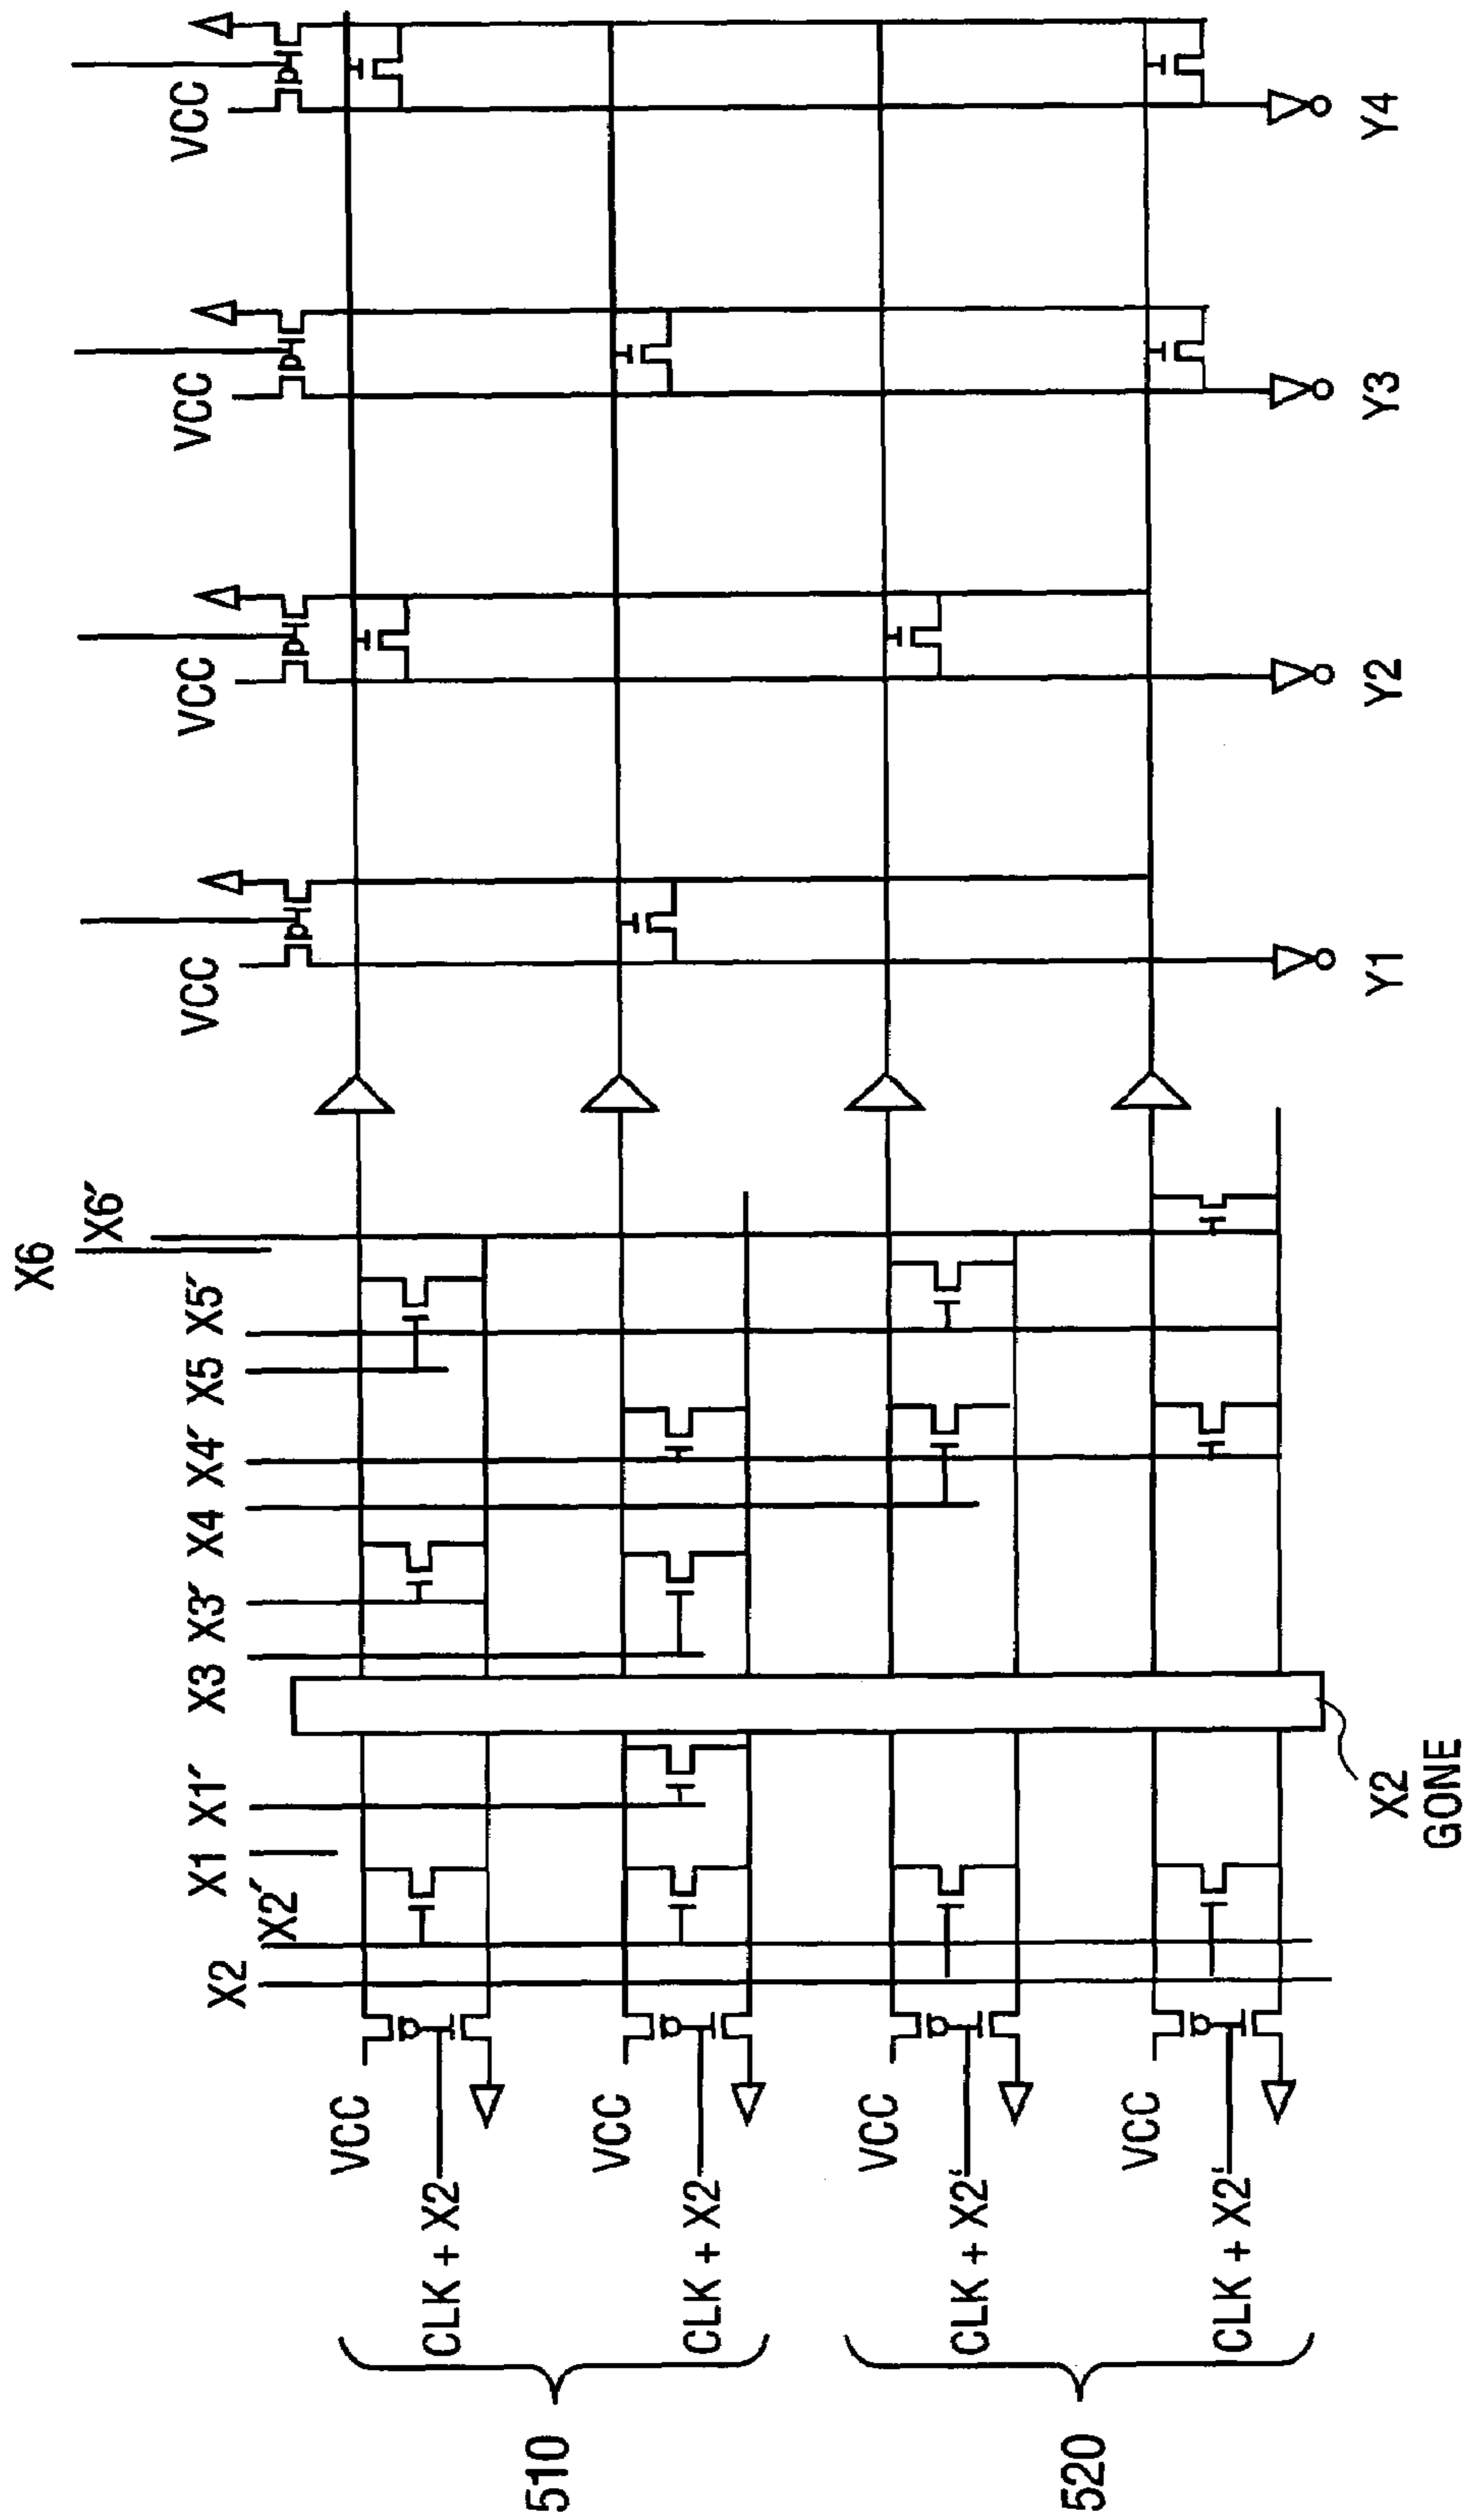 X6
X6'
X1 X1' X3 X3' X4 X4' X5 X5' VCC VCC VCC VCC
X2 X2'
VCC
CLK + X2
510
VCC
CLK + X2
VCC
CLK + X2'
520
VCC
CLK + X2'
X2
GONE
Y1 Y2 Y3 Y4